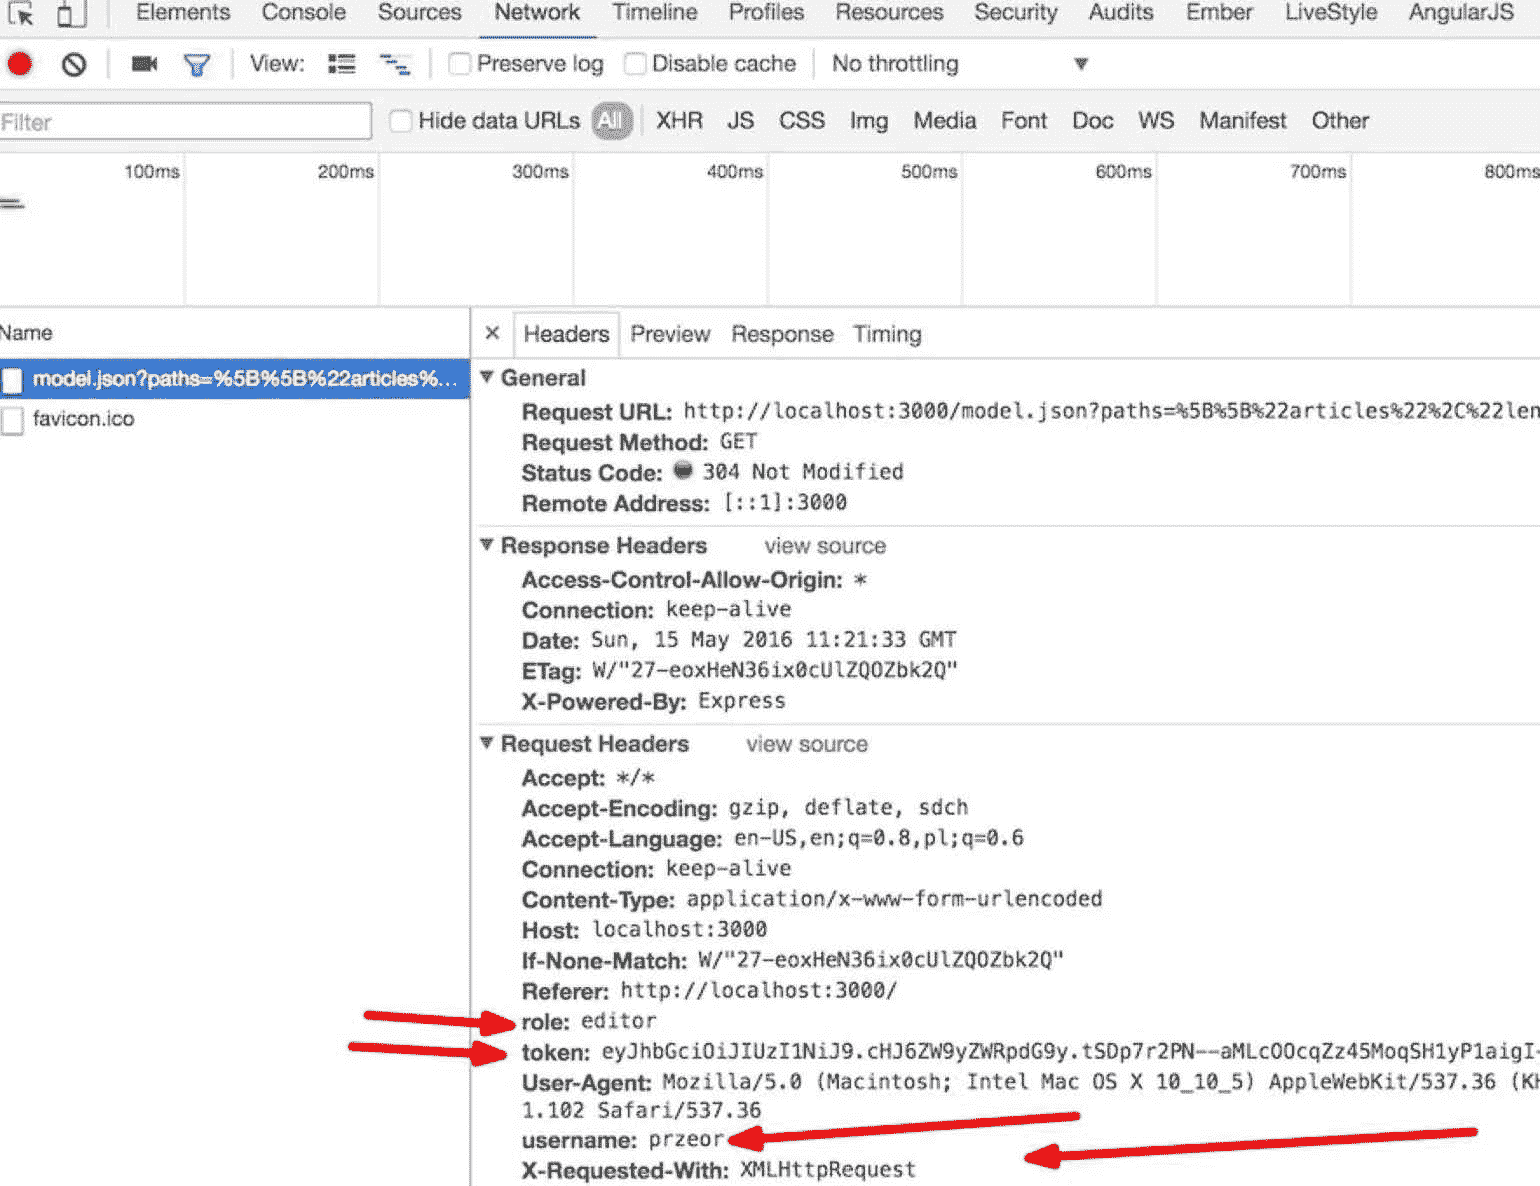 Elements Console Sources Network Timeline Profiles Resources Security Audits Ember LiveStyle AngularJS
View: Preserve log Disable cache No throttling
Filter Hide data URLs All XHR JS CSS Img Media Font Doc WS Manifest Other
100ms 200ms 300ms 400ms 500ms 600ms 700ms 800ms
Name × Headers Preview Response Timing
model.json?paths=%5B%5B%22articles%...
favicon.ico
General
Request URL: http://localhost:3000/model.json?paths=%5B%5B%22articles%22%2C%22len
Request Method: GET
Status Code: 304 Not Modified
Remote Address: [::1]:3000
Response Headers view source
Access-Control-Allow-Origin: *
Connection: keep-alive
Date: Sun, 15 May 2016 11:21:33 GMT
ETag: W/"27-eoxHeN36ix0cUlZQOZbk2Q"
X-Powered-By: Express
Request Headers view source
Accept: */*
Accept-Encoding: gzip, deflate, sdch
Accept-Language: en-US,en;q=0.8,pl;q=0.6
Connection: keep-alive
Content-Type: application/x-www-form-urlencoded
Host: localhost:3000
If-None-Match: W/"27-eoxHeN36ix0cUlZQOZbk2Q"
Referer: http://localhost:3000/
role: editor
token: eyJhbGciOiJIUzI1NiJ9.cHJ6ZW9yZWRpdG9y.tSDp7r2PN--aMLcOOcqZz45MoqSH1yP1aigI-
User-Agent: Mozilla/5.0 (Macintosh; Intel Mac OS X 10_10_5) AppleWebKit/537.36 (KH
1.102 Safari/537.36
username: przeor
X-Requested-With: XMLHttpRequest